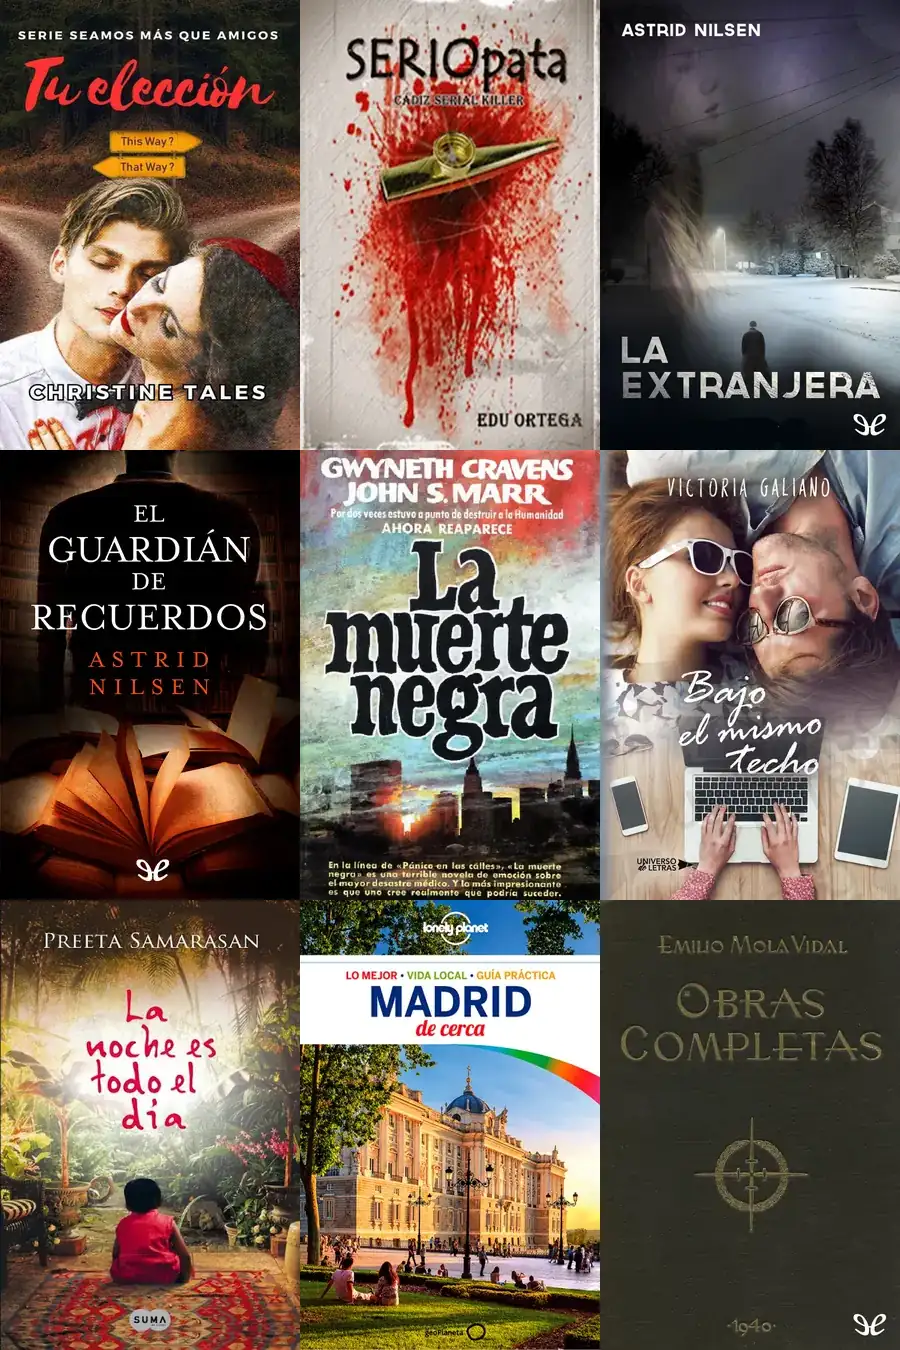 SERIE SEAMOS MÁS QUE AMIGOS
Tu elección
This Way?
That Way?
CHRISTINE TALES
SERIOpata
CÁDIZ SERIAL KILLER
EDU ORTEGA
ASTRID NILSEN
LA
EXTRANJERA
EL
GUARDIÁN
DE
RECUERDOS
ASTRID
NILSEN
GWYNETH CRAVENS
JOHN S. MARR
Por dos veces estuvo a punto de destruir a la Humanidad
AHORA REAPARECE
La
muerte
negra
En la línea de «Pánico en las calles», «La muerte
negra» es una terrible novela de emoción sobre
el mayor desastre médico. Y lo más impresionante
es que uno cree realmente que podría suceder.
VICTORIA GALIANO
Bajo
el mismo
techo
UNIVERSO
DE LETRAS
PREETA SAMARASAN
La
noche es
todo el
día
SUMA
lonely planet
LO MEJOR • VIDA LOCAL • GUÍA PRÁCTICA
MADRID
de cerca
geoPlaneta
EMILIO MOLA VIDAL
OBRAS
COMPLETAS
·1940·